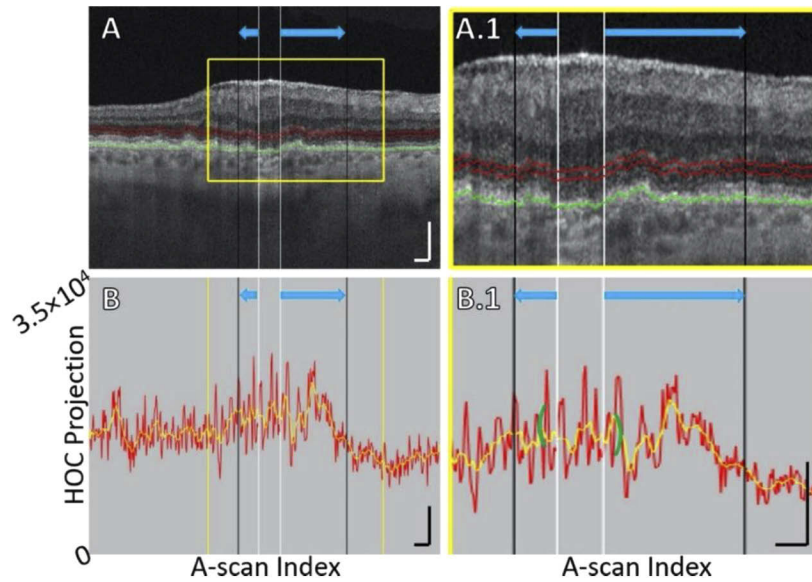 A
A.1
3.5×10⁴
B
B.1
HOC Projection
0
A-scan Index
A-scan Index